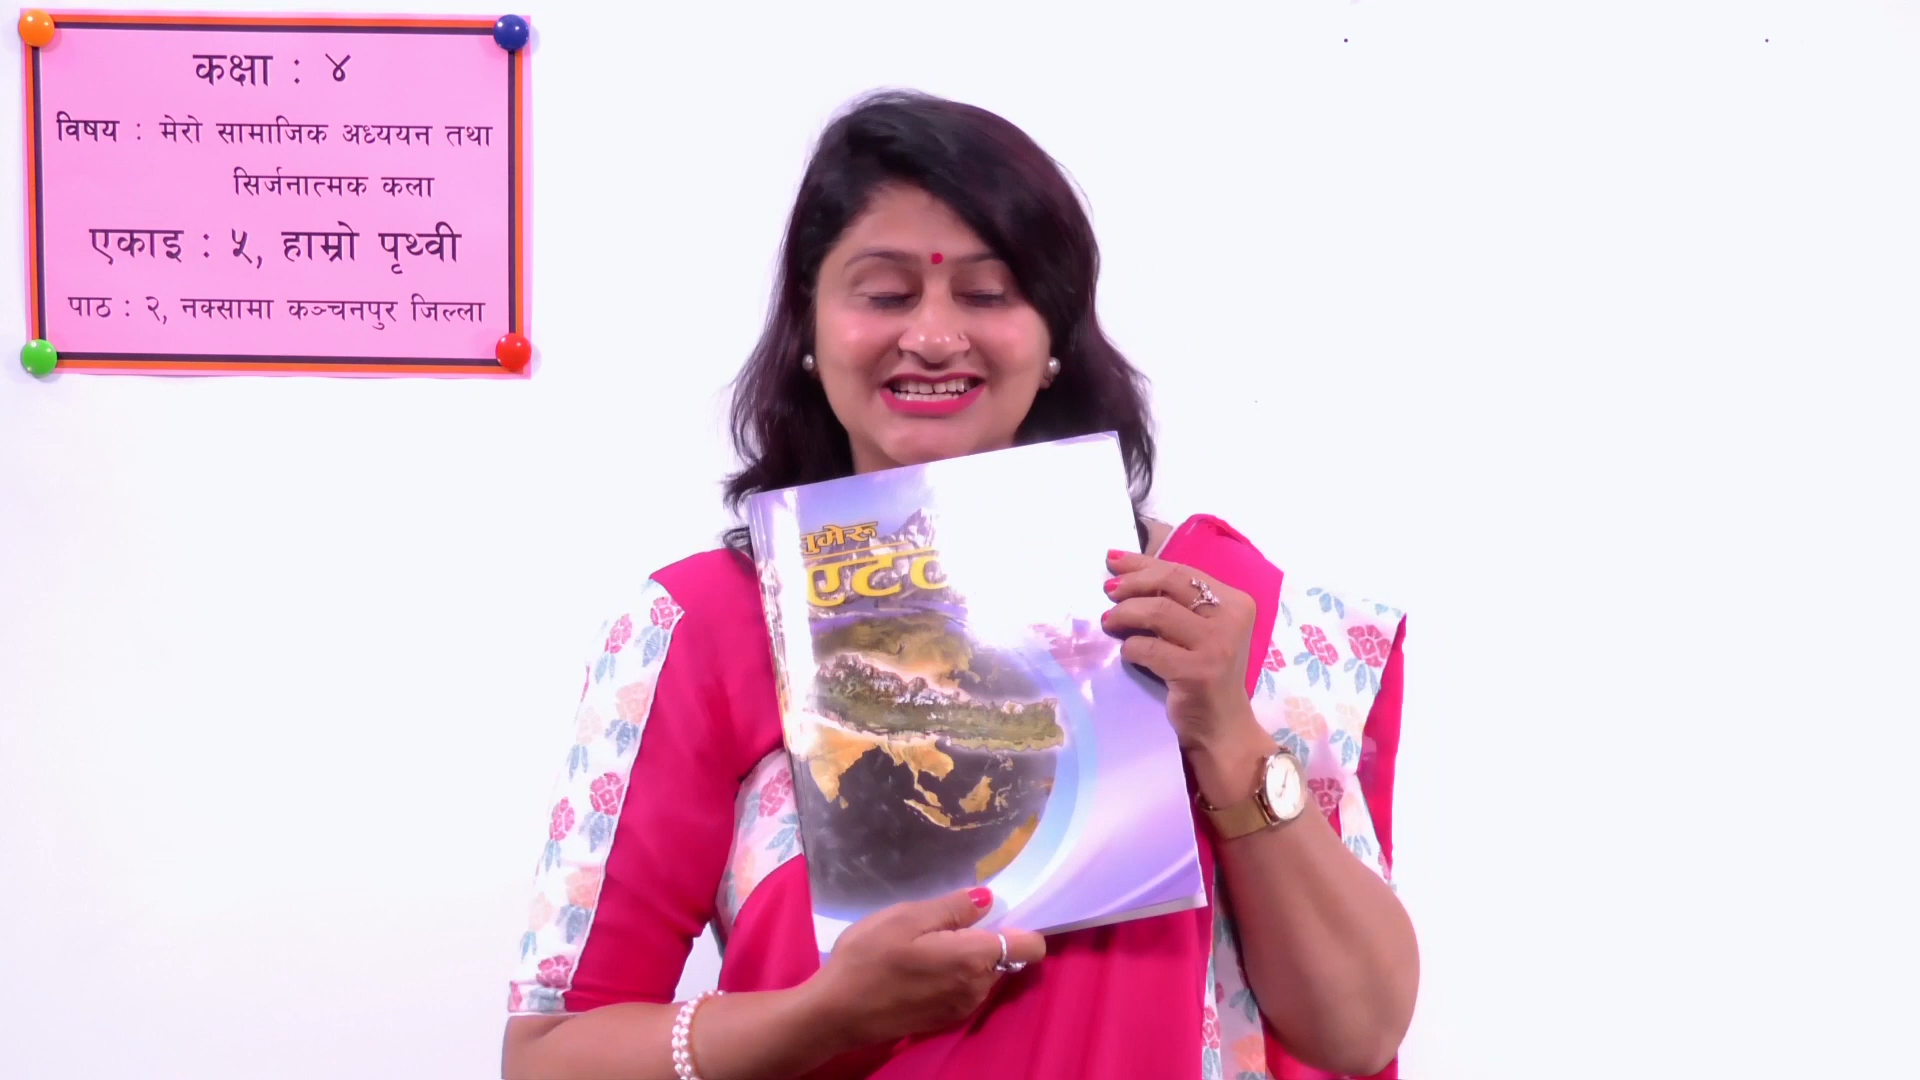 कक्षा : ४
विषय : मेरो सामाजिक अध्ययन तथा
सिर्जनात्मक कला
एकाइ : ५, हाम्रो पृथ्वी
पाठ : २, नक्सामा कञ्चनपुर जिल्ला